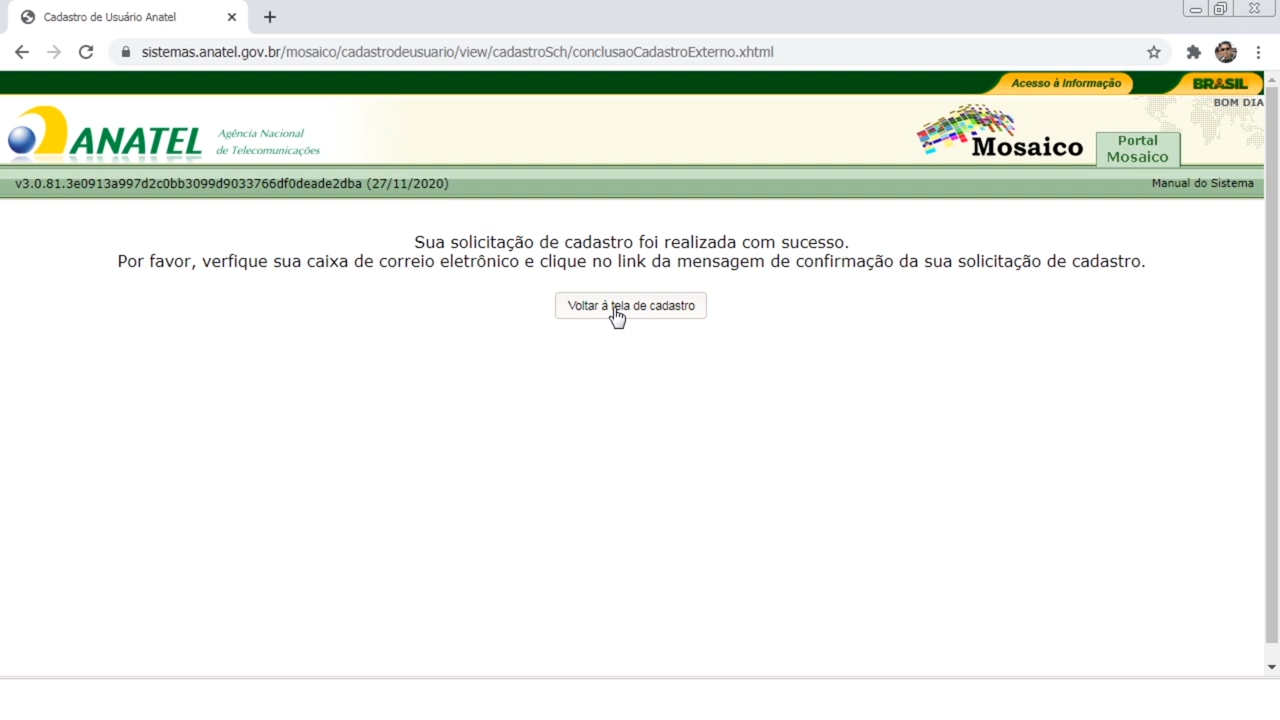 Cadastro de Usuário Anatel
sistemas.anatel.gov.br/mosaico/cadastrodeusuario/view/cadastroSch/conclusaoCadastroExterno.xhtml
Acesso à Informação
BRASIL
BOM DIA
ANATEL
Agência Nacional
de Telecomunicações
Mosaico
Portal
Mosaico
v3.0.81.3e0913a997d2c0bb3099d9033766df0deade2dba (27/11/2020)
Manual do Sistema
Sua solicitação de cadastro foi realizada com sucesso.
Por favor, verfique sua caixa de correio eletrônico e clique no link da mensagem de confirmação da sua solicitação de cadastro.
Voltar à tela de cadastro